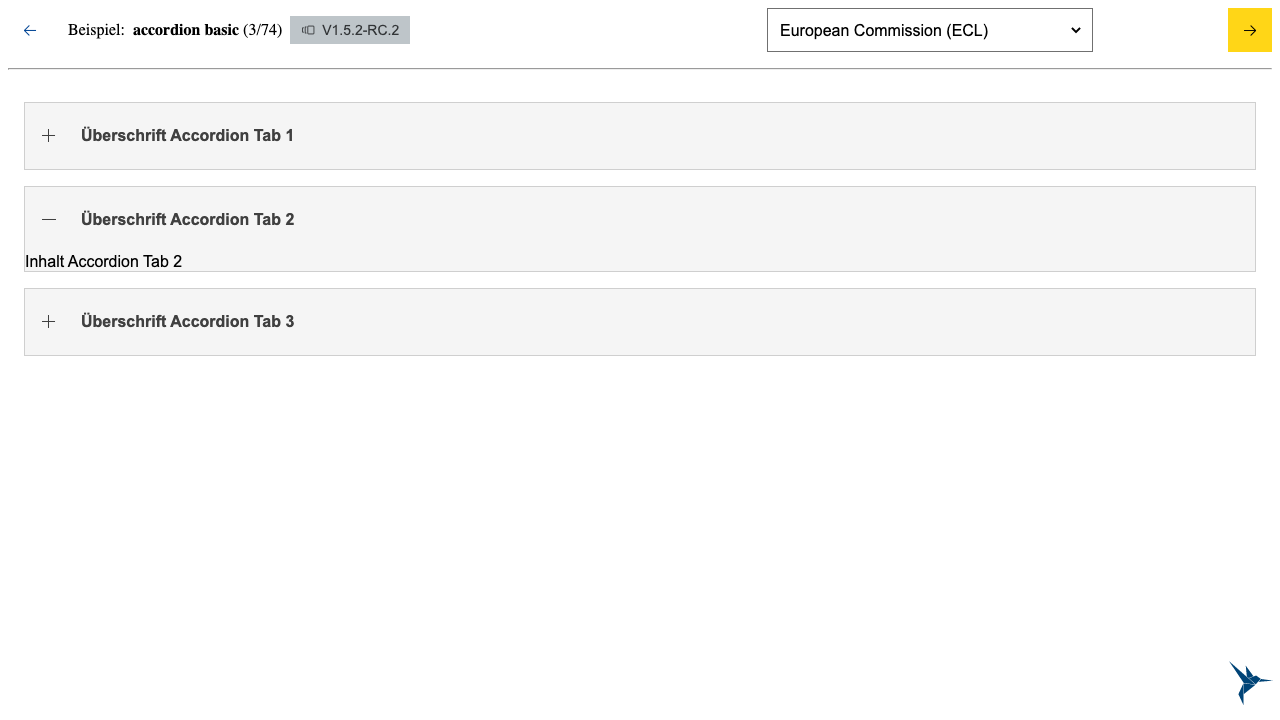 Beispiel: accordion basic (3/74) V1.5.2-RC.2 European Commission (ECL)
Überschrift Accordion Tab 1
Überschrift Accordion Tab 2
Inhalt Accordion Tab 2
Überschrift Accordion Tab 3